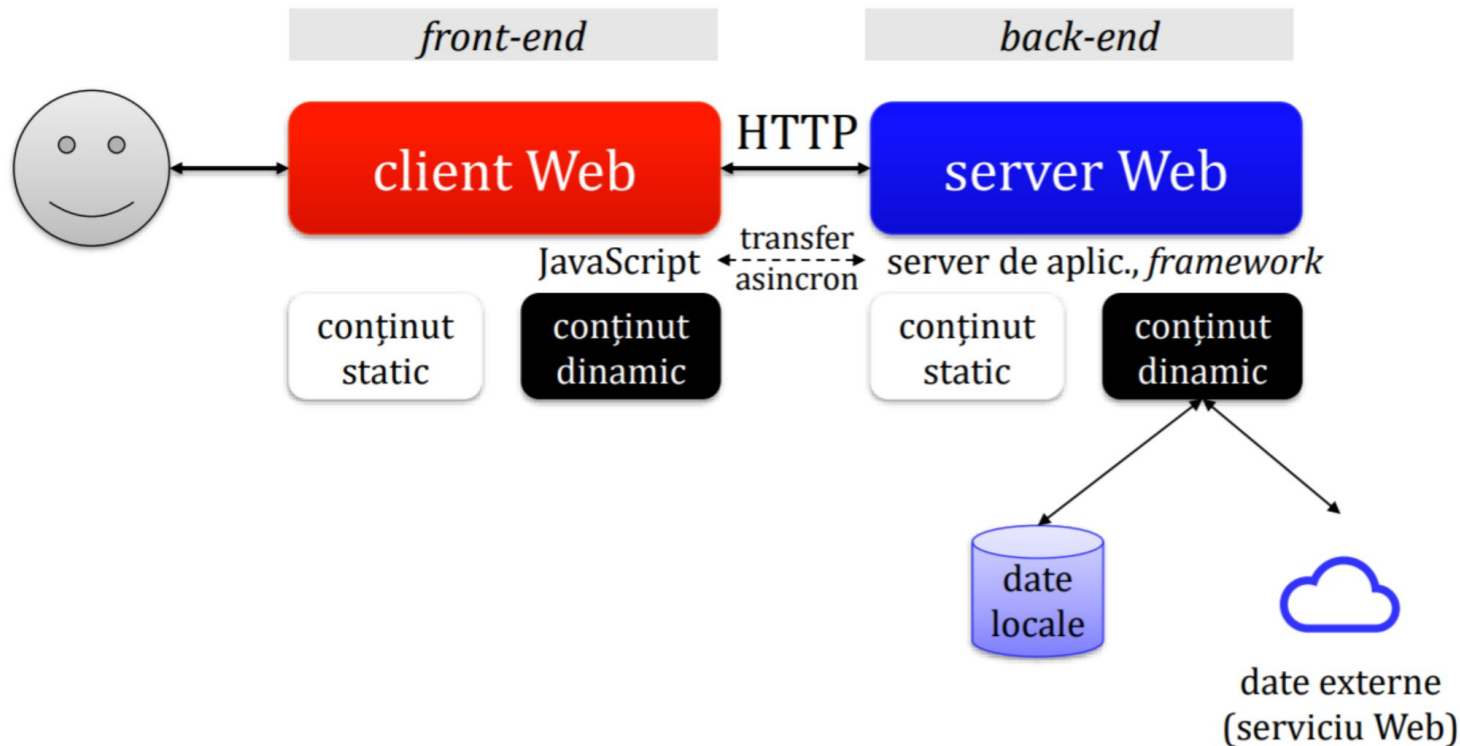 front-end
back-end
client Web
HTTP
server Web
JavaScript
transfer
asincron
server de aplic., framework
conținut
static
conținut
dinamic
conținut
static
conținut
dinamic
date
locale
date externe
(serviciu Web)